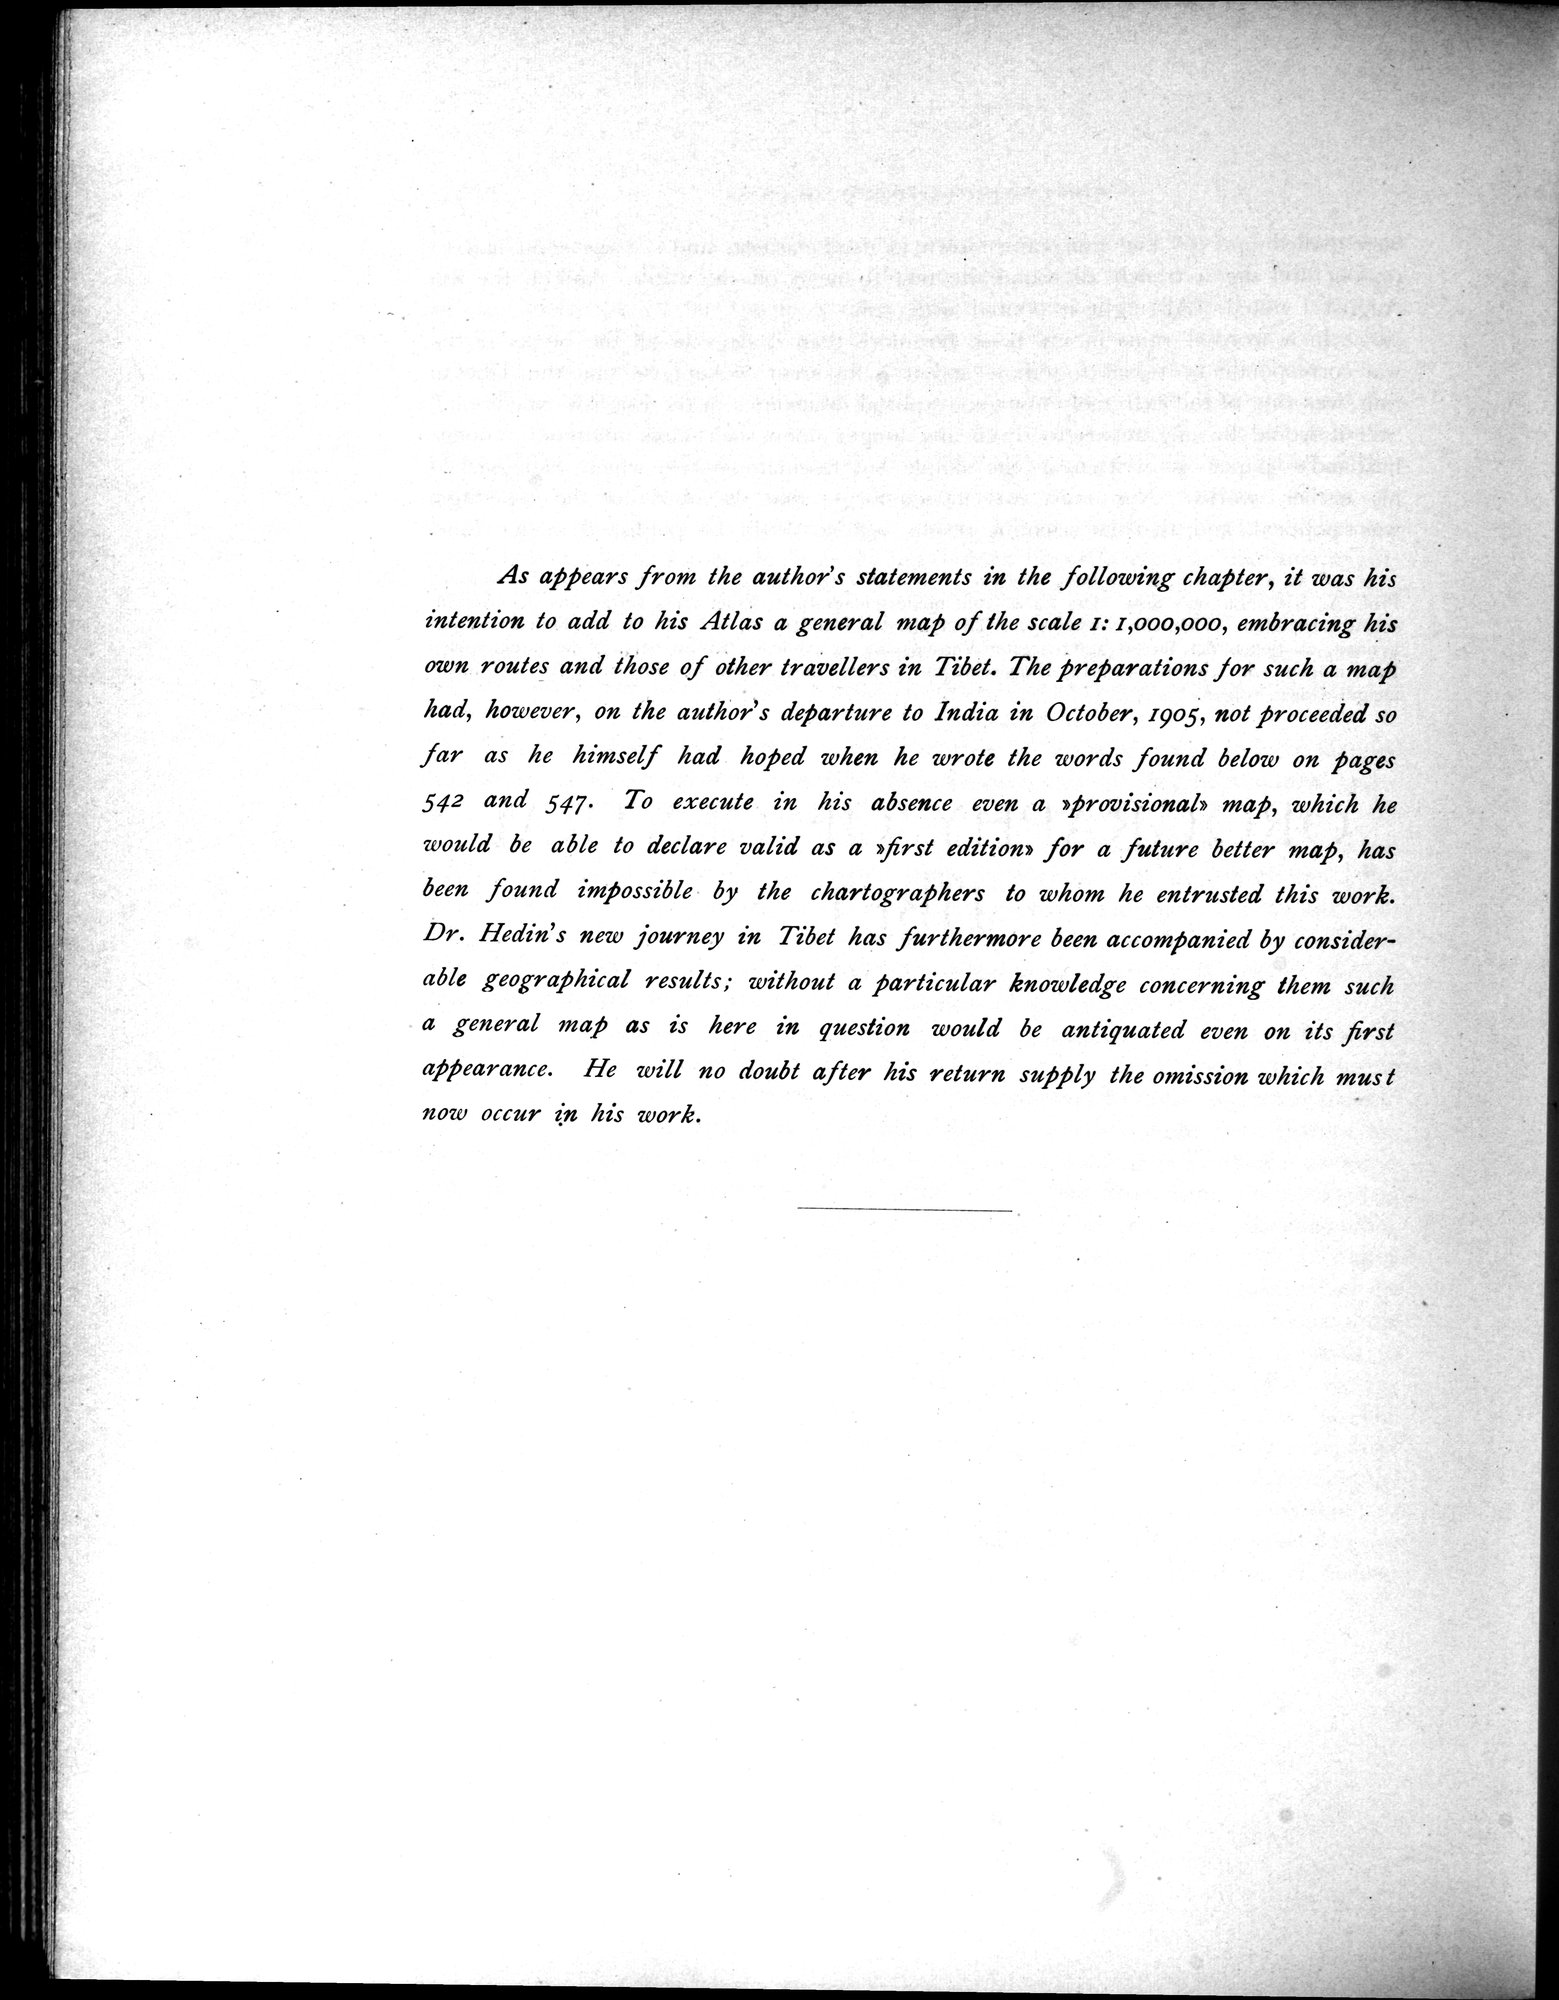 As appears from the author's statements in the following chapter, it was his
intention to add to his Atlas a general map of the scale 1: 1,000,000, embracing his
own routes and those of other travellers in Tibet. The preparations for such a map
had, however, on the author's departure to India in October, 1905, not proceeded so
far as he himself had hoped when he wrote the words found below on pages
542 and 547. To execute in his absence even a »provisional» map, which he
would be able to declare valid as a »first edition» for a future better map, has
been found impossible by the chartographers to whom he entrusted this work.
Dr. Hedin's new journey in Tibet has furthermore been accompanied by consider-
able geographical results; without a particular knowledge concerning them such
a general map as is here in question would be antiquated even on its first
appearance. He will no doubt after his return supply the omission which must
now occur in his work.